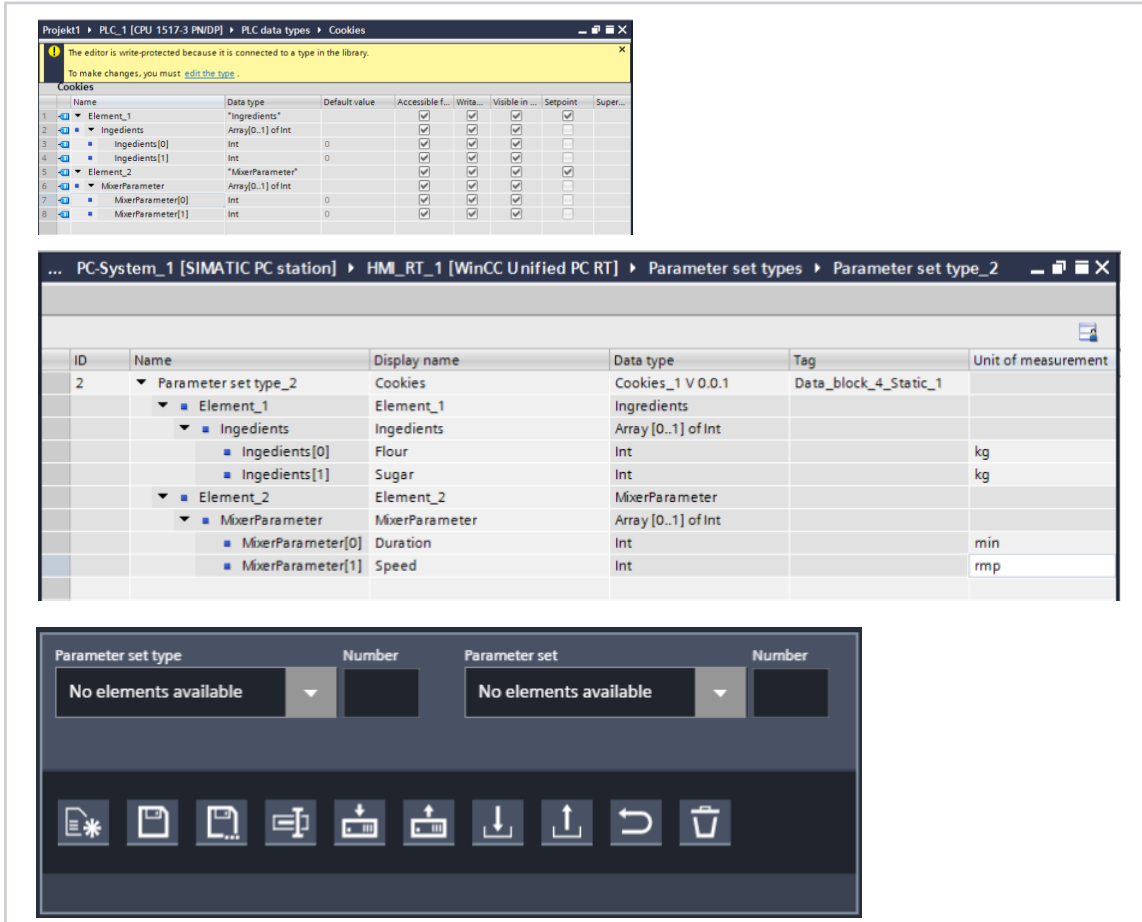 Projekt1 ▸ PLC_1 [CPU 1517-3 PN/DP] ▸ PLC data types ▸ Cookies
The editor is write-protected because it is connected to a type in the library.
To make changes, you must edit the type .
Cookies
Name Data type Default value Accessible f... Writa... Visible in ... Setpoint Super...
1 Element_1 "Ingredients"
2 Ingedients Array[0..1] of Int
3 Ingedients[0] Int 0
4 Ingedients[1] Int 0
5 Element_2 "MixerParameter"
6 MixerParameter Array[0..1] of Int
7 MixerParameter[0] Int 0
8 MixerParameter[1] Int 0
... PC-System_1 [SIMATIC PC station] ▸ HMI_RT_1 [WinCC Unified PC RT] ▸ Parameter set types ▸ Parameter set type_2
ID Name Display name Data type Tag Unit of measurement
2 Parameter set type_2 Cookies Cookies_1 V 0.0.1 Data_block_4_Static_1
Element_1 Element_1 Ingredients
Ingedients Ingedients Array [0..1] of Int
Ingedients[0] Flour Int kg
Ingedients[1] Sugar Int kg
Element_2 Element_2 MixerParameter
MixerParameter MixerParameter Array [0..1] of Int
MixerParameter[0] Duration Int min
MixerParameter[1] Speed Int rmp
Parameter set type Number Parameter set Number
No elements available No elements available